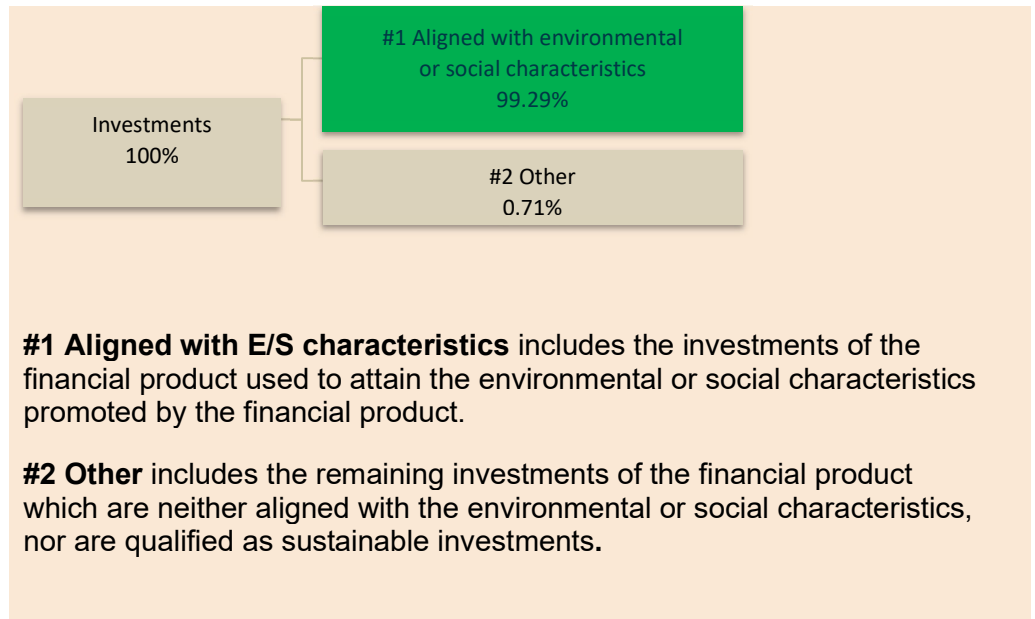 #1 Aligned with environmental
or social characteristics
99.29%
Investments
100%
#2 Other
0.71%
#1 Aligned with E/S characteristics includes the investments of the
financial product used to attain the environmental or social characteristics
promoted by the financial product.
#2 Other includes the remaining investments of the financial product
which are neither aligned with the environmental or social characteristics,
nor are qualified as sustainable investments.